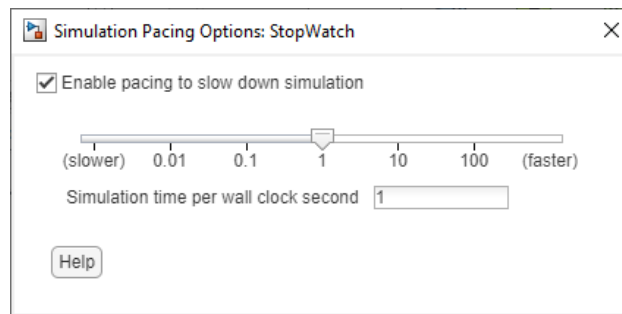 Simulation Pacing Options: StopWatch
Enable pacing to slow down simulation
(slower) 0.01 0.1 1 10 100 (faster)
Simulation time per wall clock second 1
Help